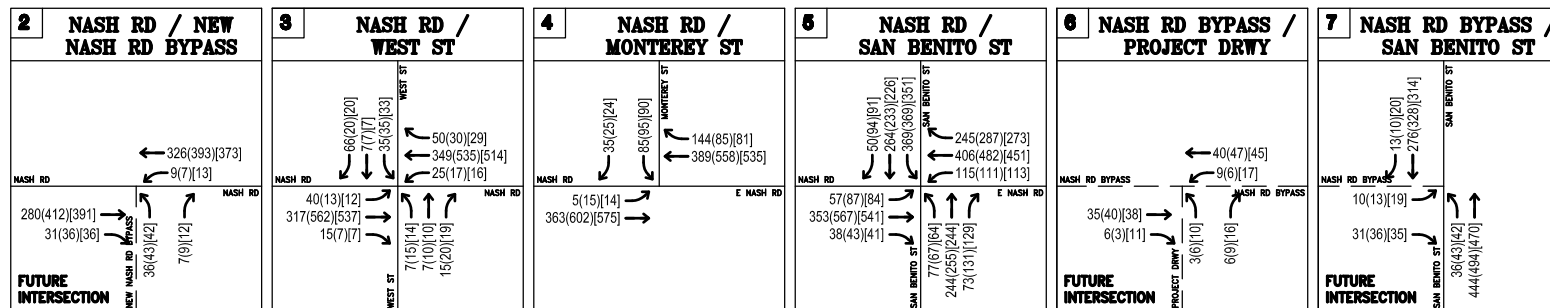 2
NASH RD / NEW
NASH RD BYPASS
326(393)[373]
9(7)[13]
NASH RD
NASH RD
280(412)[391]
31(36)[36]
NEW NASH RD BYPASS
36(43)[42]
7(9)[12]
FUTURE
INTERSECTION
3
NASH RD /
WEST ST
WEST ST
66(20)[20]
7(7)[7]
35(35)[33]
50(30)[29]
349(535)[514]
25(17)[16]
NASH RD
NASH RD
40(13)[12]
317(562)[537]
15(7)[7]
WEST ST
7(15)[14]
7(10)[10]
15(20)[19]
4
NASH RD /
MONTEREY ST
MONTEREY ST
35(25)[24]
85(95)[90]
144(85)[81]
389(558)[535]
NASH RD
E NASH RD
5(15)[14]
363(602)[575]
5
NASH RD /
SAN BENITO ST
SAN BENITO ST
50(94)[91]
264(233)[226]
369(369)[351]
245(287)[273]
406(482)[451]
115(111)[113]
NASH RD
E NASH RD
57(87)[84]
353(567)[541]
38(43)[41]
SAN BENITO ST
77(67)[64]
244(255)[244]
73(131)[129]
6
NASH RD BYPASS /
PROJECT DRWY
40(47)[45]
9(6)[17]
NASH RD BYPASS
NASH RD BYPASS
35(40)[38]
6(3)[11]
PROJECT DRWY
3(6)[10]
6(9)[16]
FUTURE
INTERSECTION
7
NASH RD BYPASS /
SAN BENITO ST
SAN BENITO ST
13(10)[20]
276(328)[314]
NASH RD BYPASS
10(13)[19]
31(36)[35]
SAN BENITO ST
36(43)[42]
444(494)[470]
FUTURE
INTERSECTION